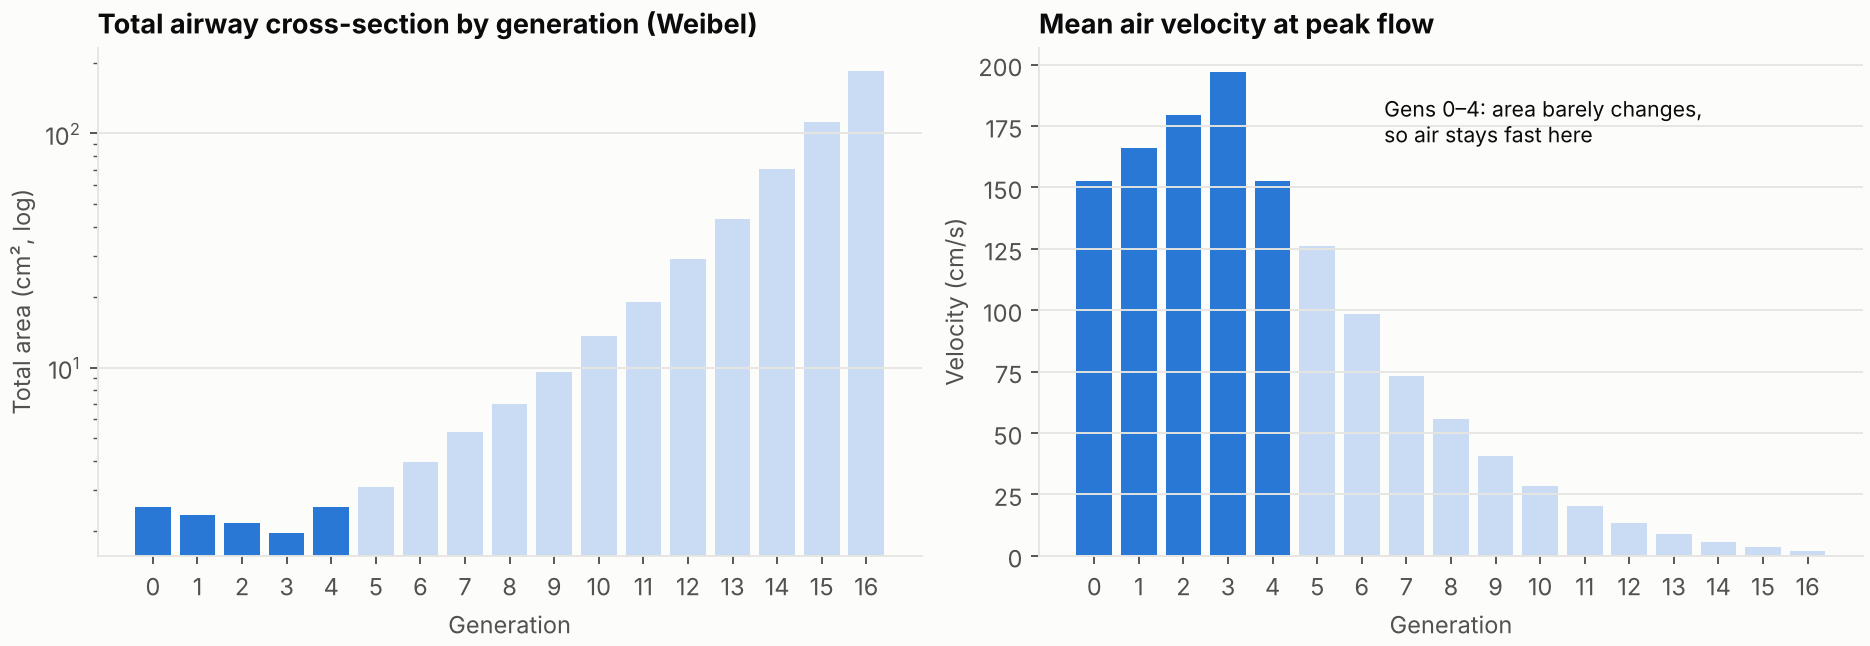 Total airway cross-section by generation (Weibel)
Total area (cm², log)
10²
10¹
0 1 2 3 4 5 6 7 8 9 10 11 12 13 14 15 16
Generation
Mean air velocity at peak flow
Velocity (cm/s)
200
175
150
125
100
75
50
25
0
Gens 0–4: area barely changes,
so air stays fast here
0 1 2 3 4 5 6 7 8 9 10 11 12 13 14 15 16
Generation